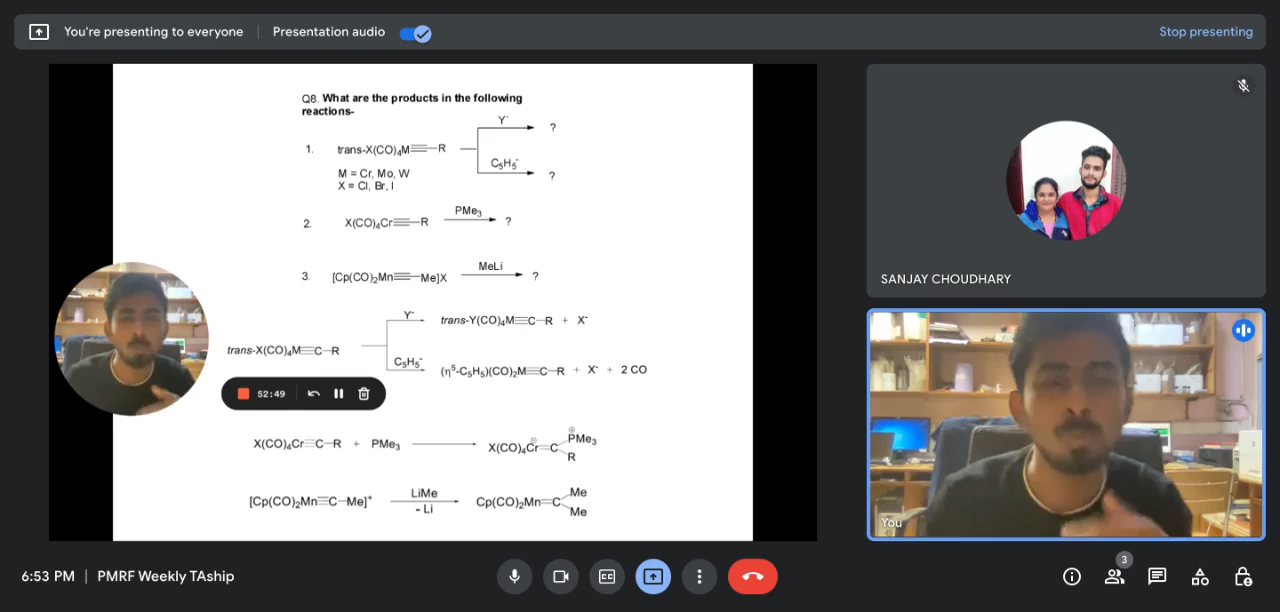 You're presenting to everyone
Presentation audio
Stop presenting
Q8. What are the products in the following
reactions-
1. trans-X(CO)₄M≡—R
Y⁻
?
C₅H₅⁻
?
M = Cr, Mo, W
X = Cl, Br, I
2. X(CO)₄Cr≡—R PMe₃ ?
3. [Cp(CO)₂Mn≡—Me]X MeLi ?
trans-X(CO)₄M≡C–R
Y⁻
trans-Y(CO)₄M≡C–R + X⁻
C₅H₅⁻
(η⁵-C₅H₅)(CO)₂M≡C–R + X⁻ + 2 CO
52:49
X(CO)₄Cr≡C–R + PMe₃
⊖ ⊕
X(CO)₄Cr=C PMe₃
R
[Cp(CO)₂Mn≡C–Me]⁺
LiMe
- Li
Cp(CO)₂Mn=C Me
Me
SANJAY CHOUDHARY
You
6:53 PM | PMRF Weekly TAship
CC
3